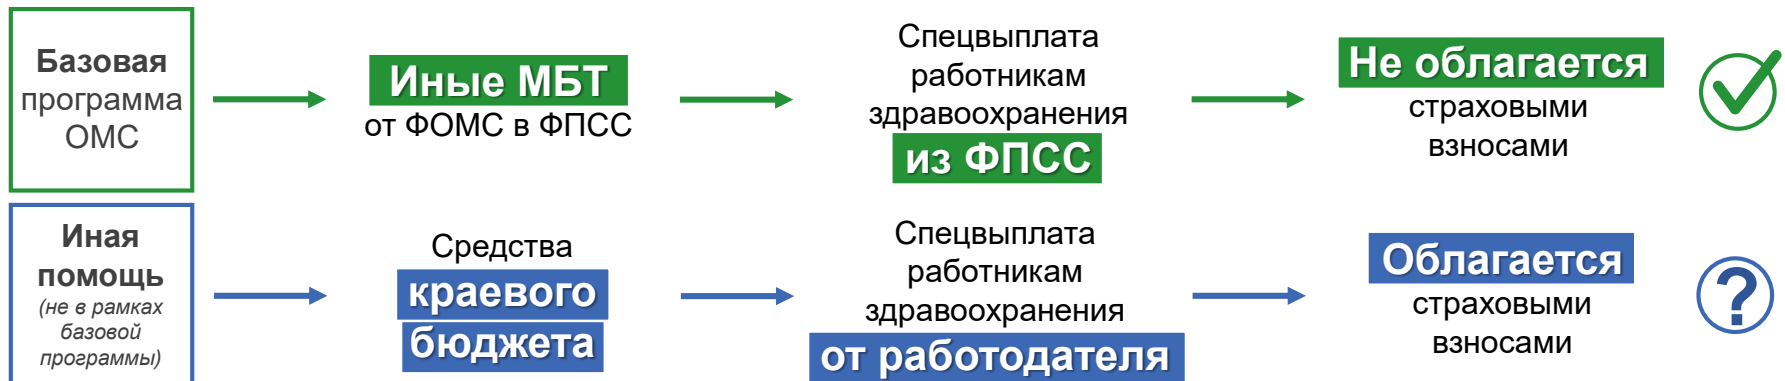 Базовая
программа
ОМС
Иные МБТ
от ФОМС в ФПСС
Спецвыплата
работникам
здравоохранения
из ФПСС
Не облагается
страховыми
взносами
Иная
помощь
(не в рамках
базовой
программы)
Средства
краевого
бюджета
Спецвыплата
работникам
здравоохранения
от работодателя
Облагается
страховыми
взносами
?